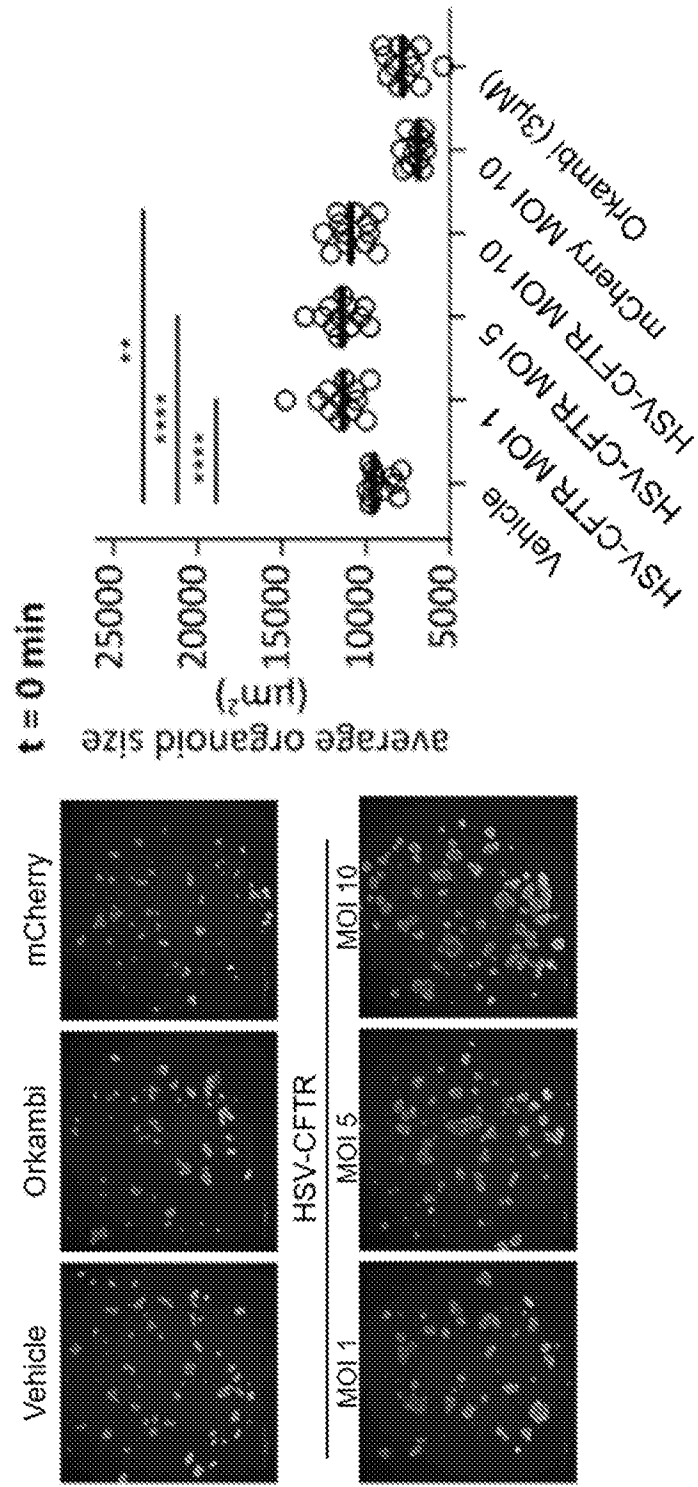 Vehicle
Orkambi
mCherry
HSV-CFTR
MOI 1
MOI 5
MOI 10
t = 0 min
average organoid size
(µm²)
25000
20000
15000
10000
5000
****
****
**
Vehicle
HSV-CFTR MOI 1
HSV-CFTR MOI 5
HSV-CFTR MOI 10
mCherry MOI 10
Orkambi (3µM)